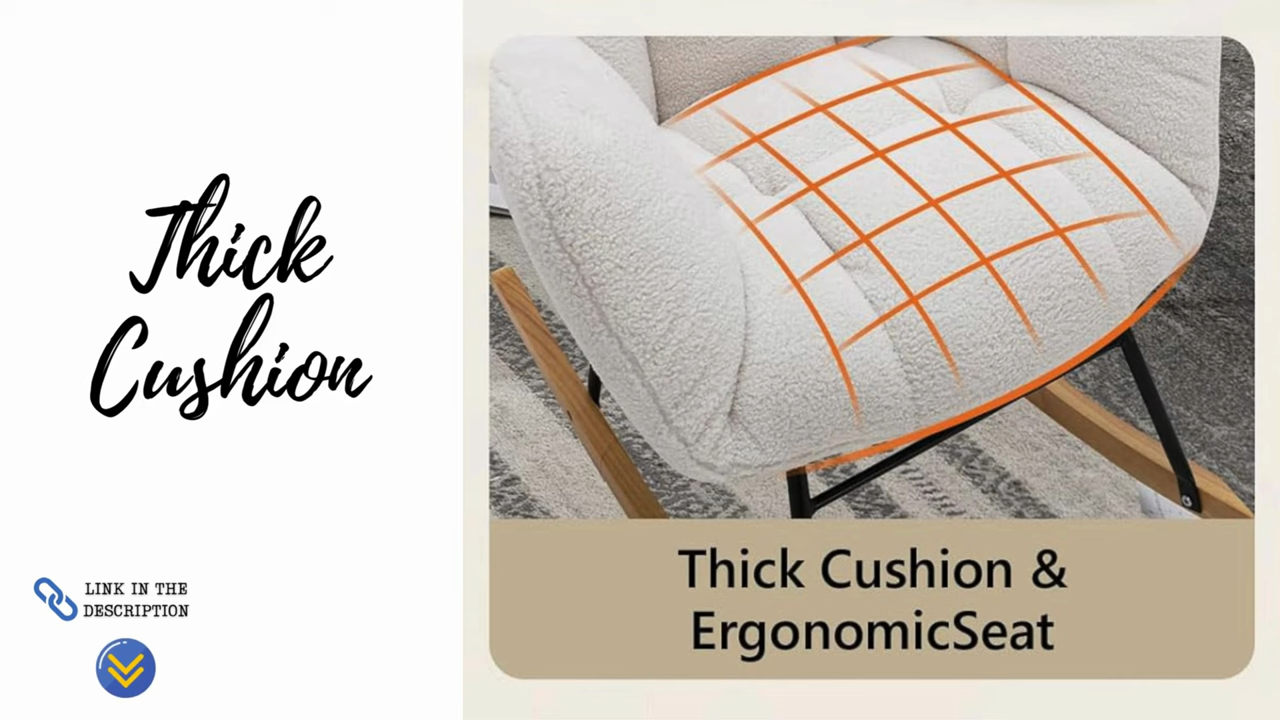 Thick
Cushion
LINK IN THE
DESCRIPTION
Thick Cushion &
ErgonomicSeat